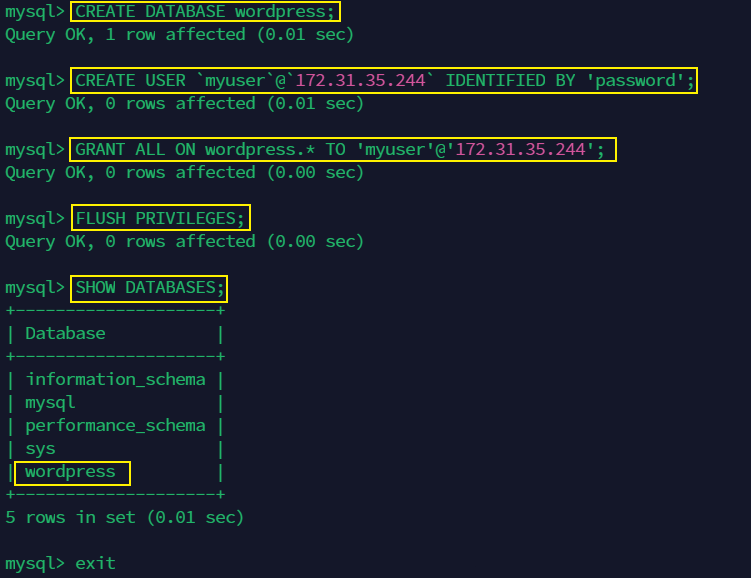 mysql> CREATE DATABASE wordpress;
Query OK, 1 row affected (0.01 sec)
mysql> CREATE USER `myuser`@`172.31.35.244` IDENTIFIED BY 'password';
Query OK, 0 rows affected (0.01 sec)
mysql> GRANT ALL ON wordpress.* TO 'myuser'@'172.31.35.244';
Query OK, 0 rows affected (0.00 sec)
mysql> FLUSH PRIVILEGES;
Query OK, 0 rows affected (0.00 sec)
mysql> SHOW DATABASES;
+--------------------+
| Database           |
+--------------------+
| information_schema |
| mysql              |
| performance_schema |
| sys                |
| wordpress          |
+--------------------+
5 rows in set (0.01 sec)
mysql> exit